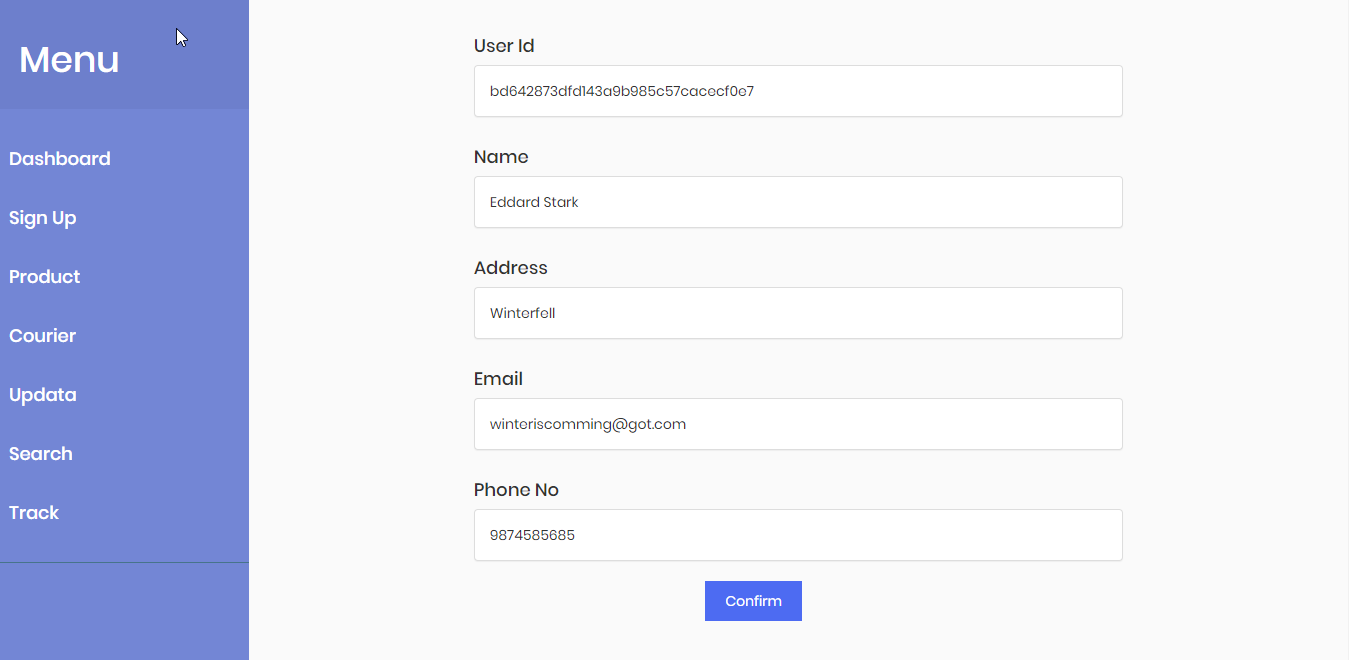 Menu
Dashboard
Sign Up
Product
Courier
Updata
Search
Track
User Id
bd642873dfd143a9b985c57cacecf0e7
Name
Eddard Stark
Address
Winterfell
Email
winteriscomming@got.com
Phone No
9874585685
Confirm